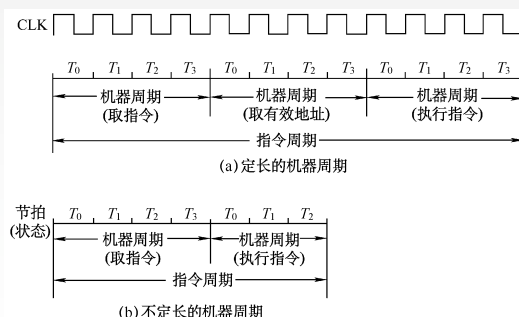 CLK
T0 T1 T2 T3 T0 T1 T2 T3 T0 T1 T2 T3
机器周期 机器周期 机器周期
(取指令) (取有效地址) (执行指令)
指令周期
(a)定长的机器周期
节拍 T0 T1 T2 T3 T0 T1 T2
(状态)
机器周期 机器周期
(取指令) (执行指令)
指令周期
(b)不定长的机器周期